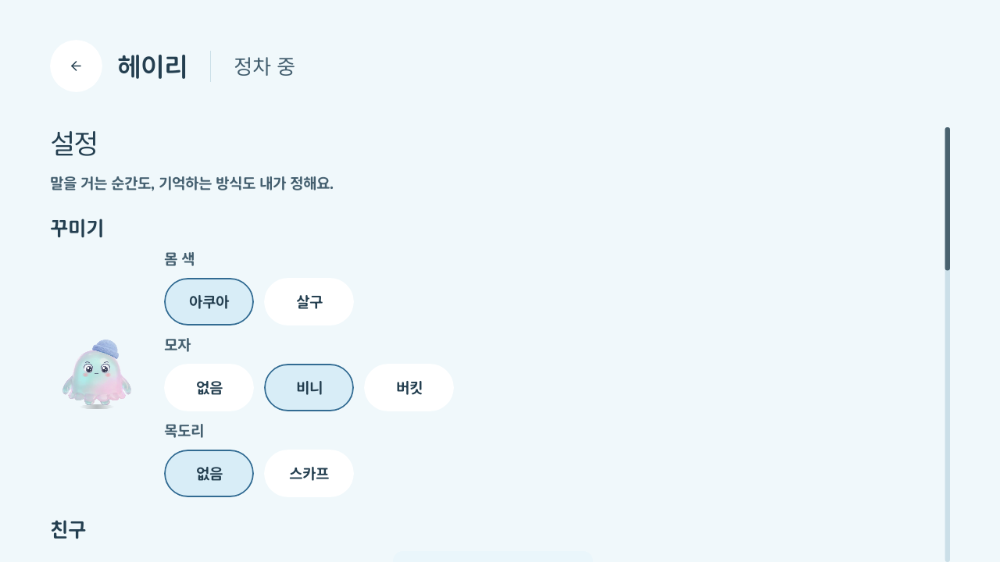 헤이리
정차 중
설정
말을 거는 순간도, 기억하는 방식도 내가 정해요.
꾸미기
몸 색
아쿠아
살구
모자
없음
비니
버킷
목도리
없음
스카프
친구